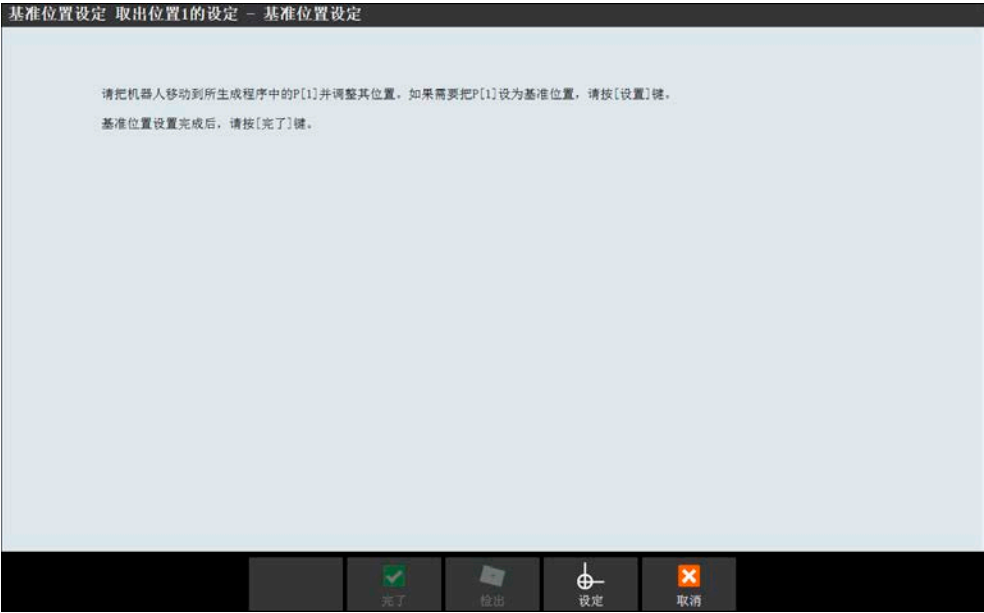 基准位置设定 取出位置1的设定 - 基准位置设定
请把机器人移动到所生成程序中的P[1]并调整其位置。如果需要把P[1]设为基准位置，请按[设置]键。
基准位置设置完成后，请按[完了]键。
完了 检出 设定 取消